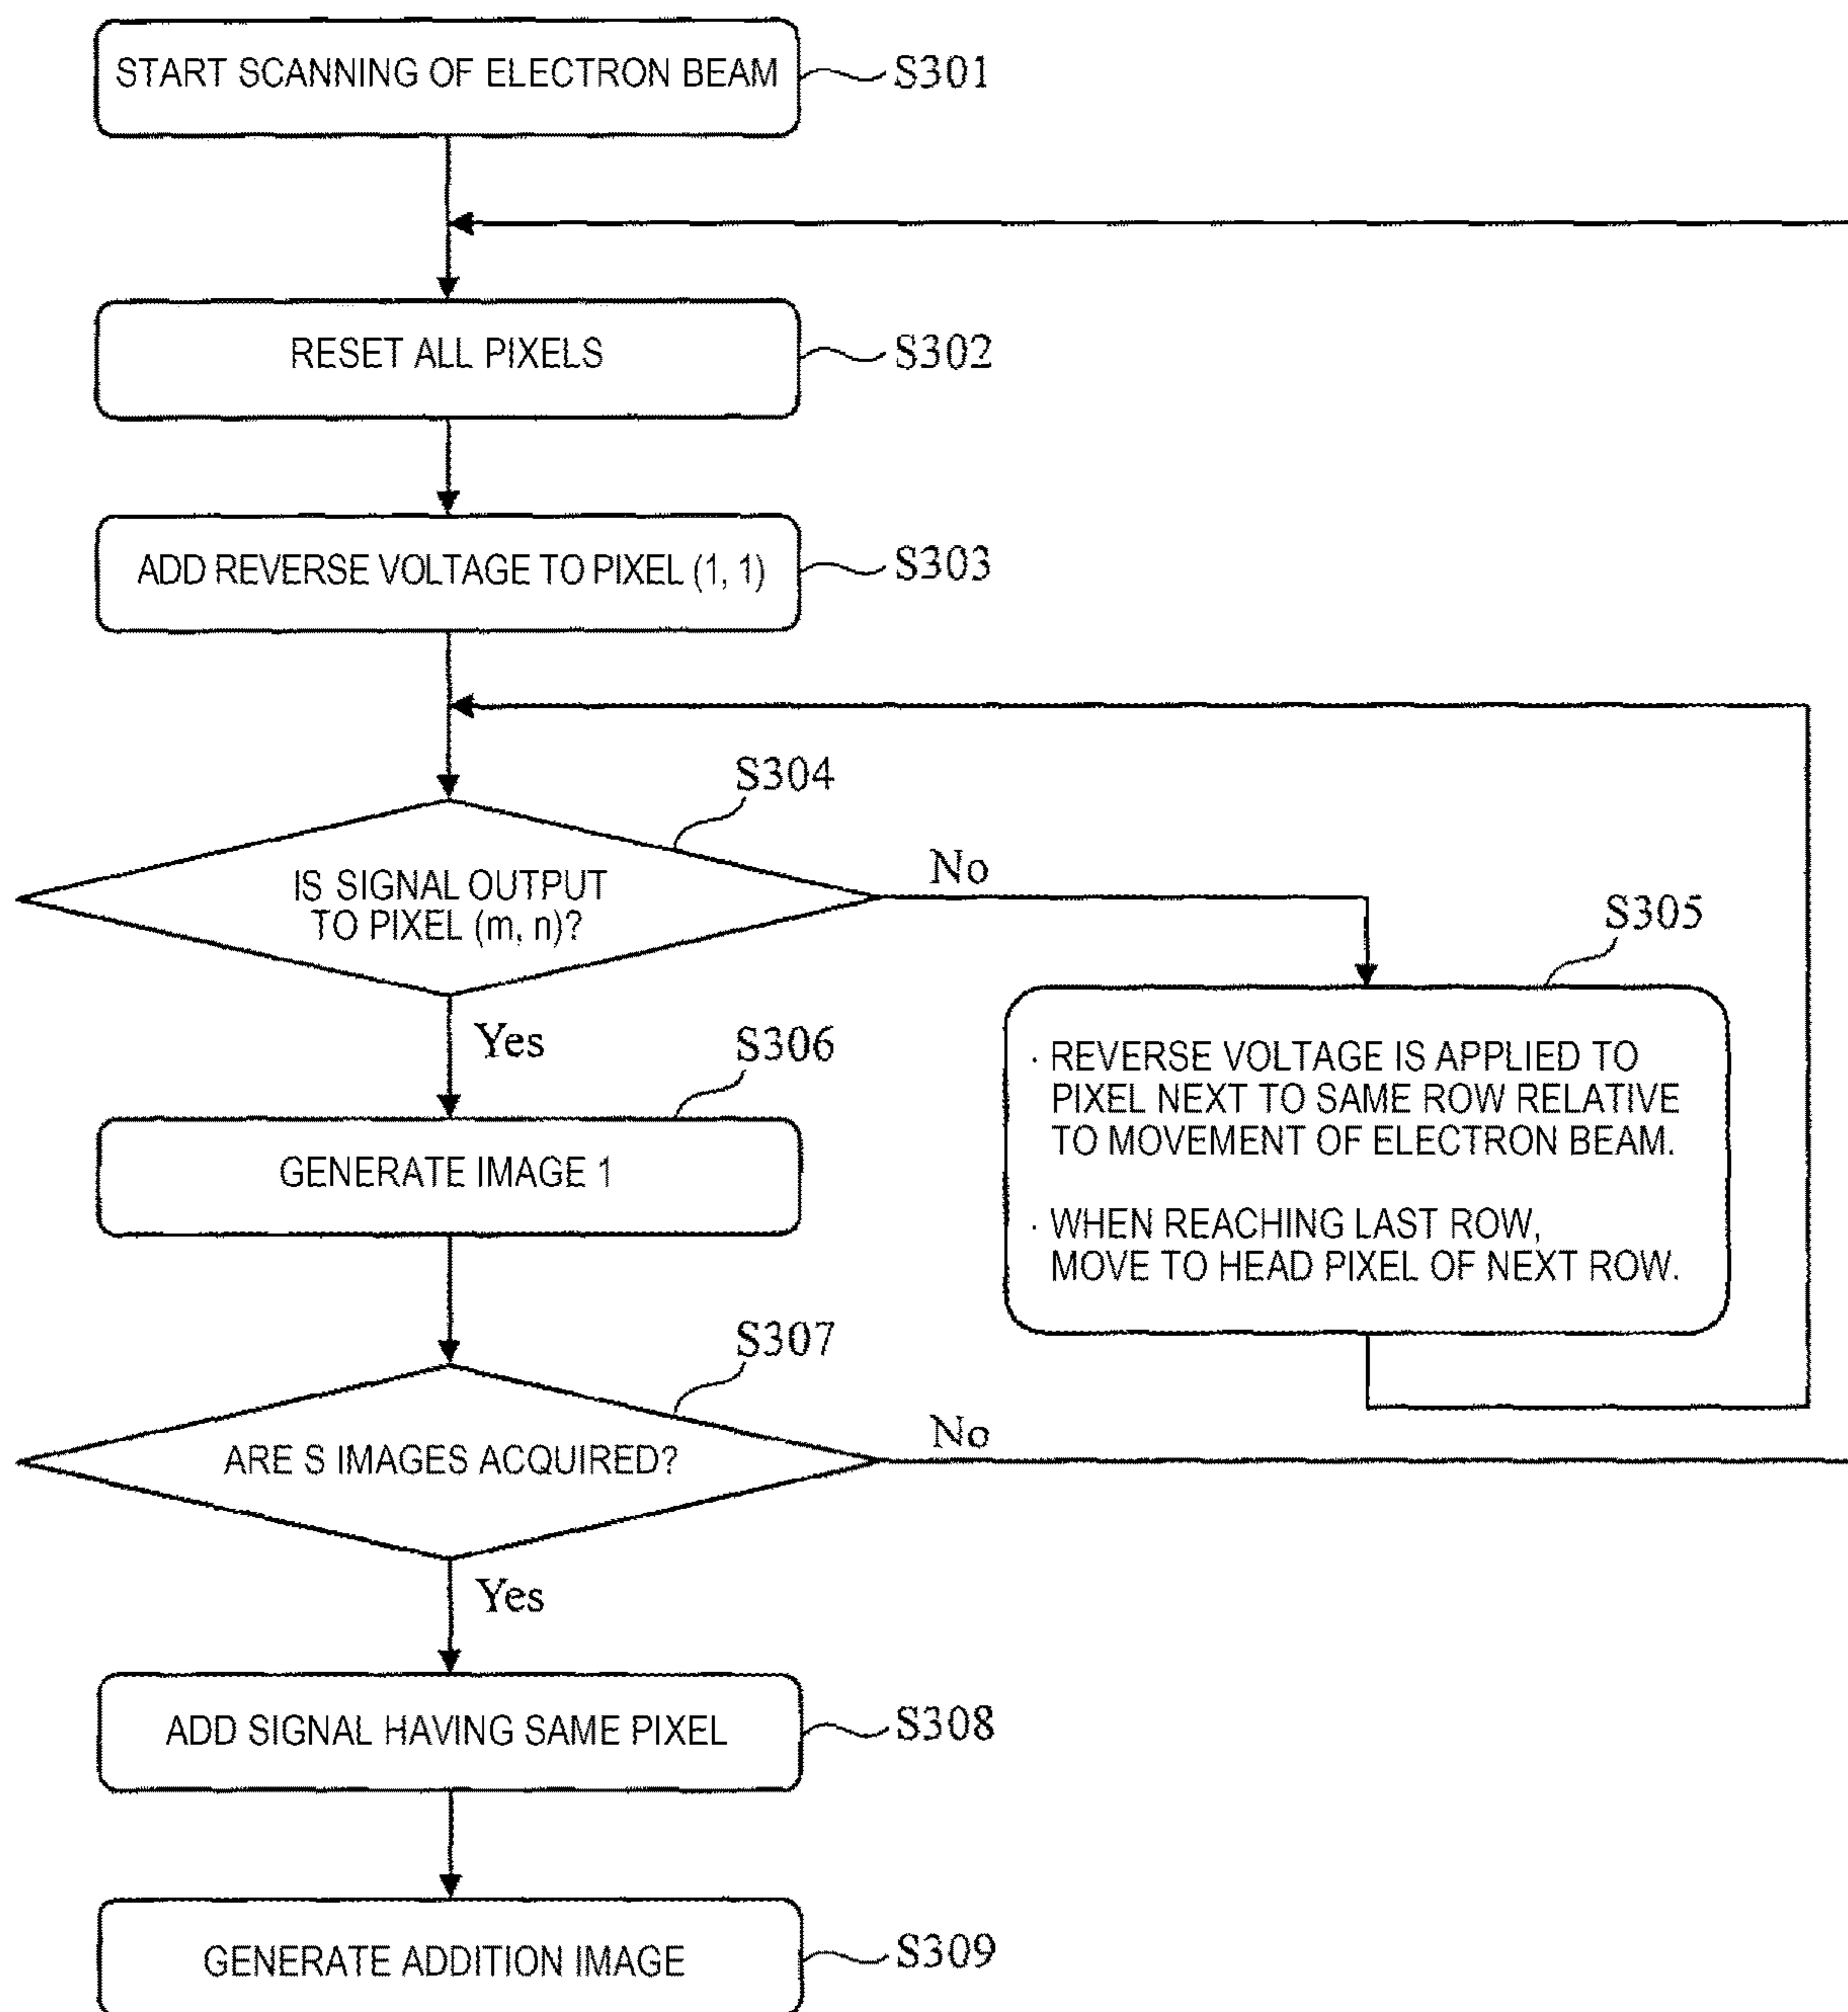 START SCANNING OF ELECTRON BEAM
S301
RESET ALL PIXELS
S302
ADD REVERSE VOLTAGE TO PIXEL (1, 1)
S303
S304
IS SIGNAL OUTPUT
TO PIXEL (m, n)?
No
S305
· REVERSE VOLTAGE IS APPLIED TO
PIXEL NEXT TO SAME ROW RELATIVE
TO MOVEMENT OF ELECTRON BEAM.
· WHEN REACHING LAST ROW,
MOVE TO HEAD PIXEL OF NEXT ROW.
Yes
S306
GENERATE IMAGE 1
S307
ARE S IMAGES ACQUIRED?
No
Yes
ADD SIGNAL HAVING SAME PIXEL
S308
GENERATE ADDITION IMAGE
S309